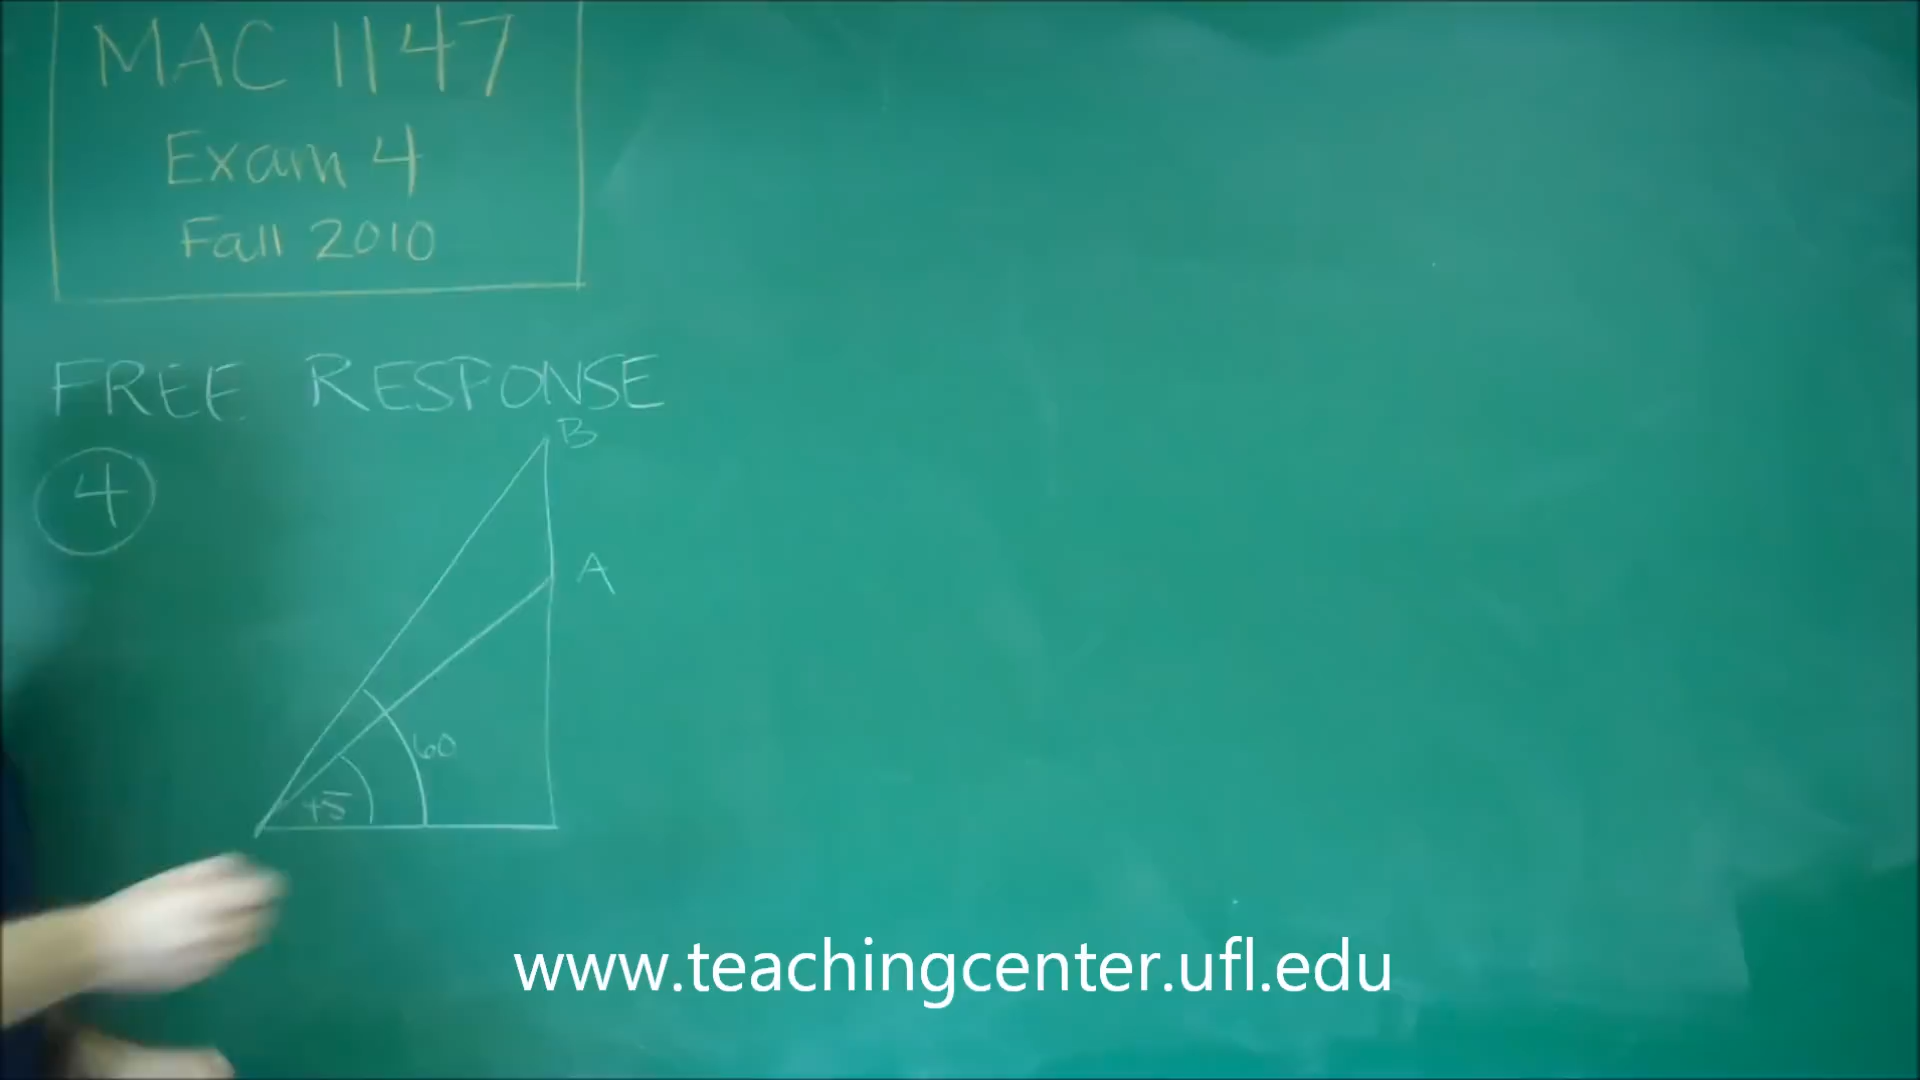 MAC 1147
Exam 4
Fall 2010
FREE RESPONSE
B
4
A
60
45
www.teachingcenter.ufl.edu